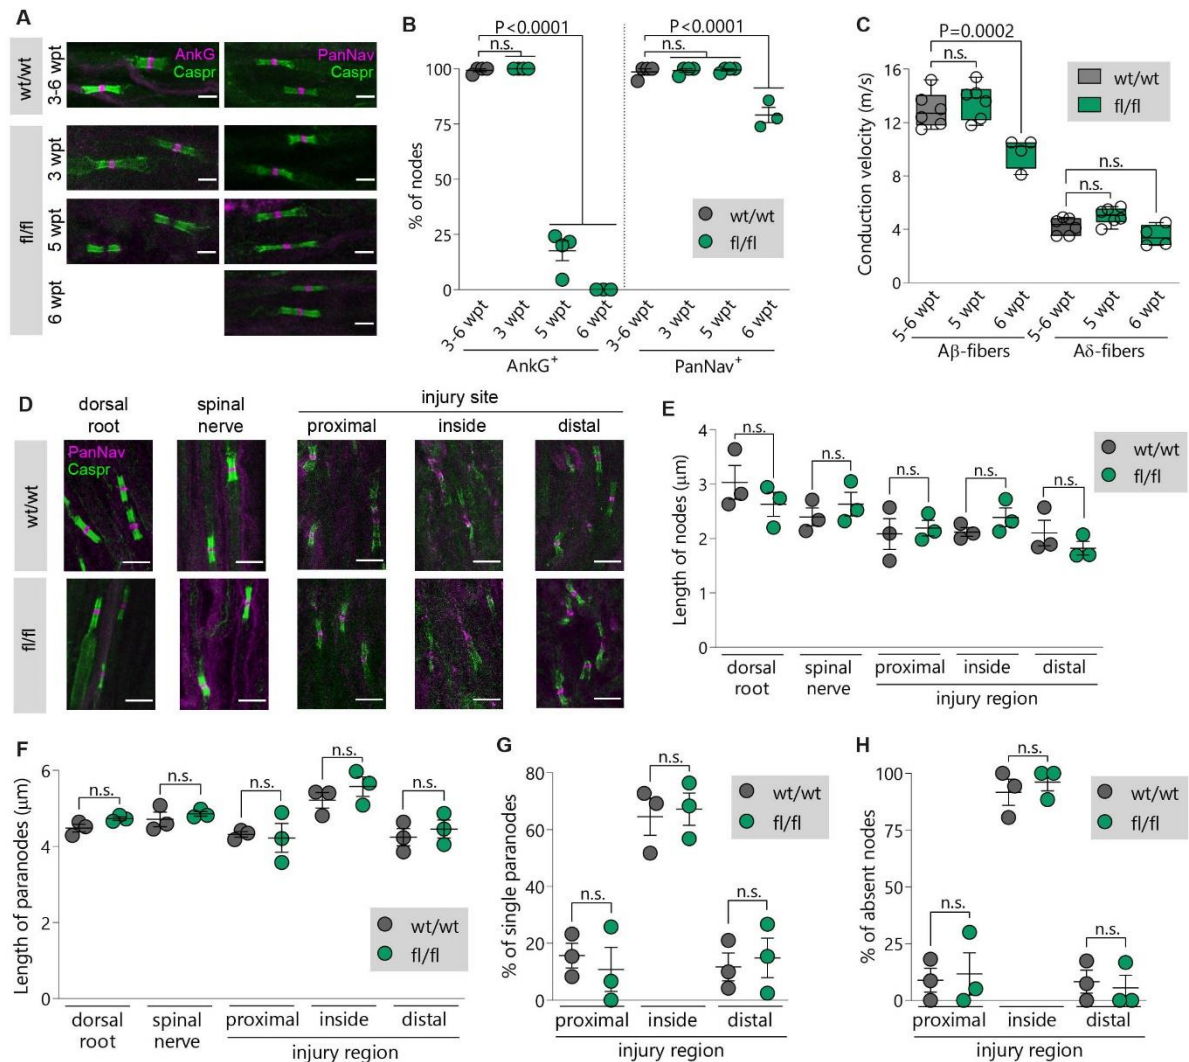 A
wt/wt
3-6 wpt
AnkG
Caspr
PanNav
Caspr
fl/fl
3 wpt
5 wpt
6 wpt
B
P<0.0001
P<0.0001
n.s.
n.s.
100
75
50
25
0
% of nodes
wt/wt
fl/fl
3-6 wpt
3 wpt
5 wpt
6 wpt
3-6 wpt
3 wpt
5 wpt
6 wpt
AnkG+
PanNav+
C
P=0.0002
n.s.
n.s.
n.s.
16
12
8
4
0
Conduction velocity (m/s)
wt/wt
fl/fl
5-6 wpt
5 wpt
6 wpt
5-6 wpt
5 wpt
6 wpt
Aβ-fibers
Aδ-fibers
D
dorsal root
spinal nerve
injury site
proximal
inside
distal
PanNav
Caspr
wt/wt
fl/fl
E
4
3
2
1
0
Length of nodes (μm)
n.s.
n.s.
n.s.
n.s.
n.s.
wt/wt
fl/fl
dorsal root
spinal nerve
proximal
inside
distal
injury region
F
6
4
2
0
Length of paranodes (μm)
n.s.
n.s.
n.s.
n.s.
n.s.
wt/wt
fl/fl
dorsal root
spinal nerve
proximal
inside
distal
injury region
G
80
60
40
20
0
% of single paranodes
n.s.
n.s.
n.s.
wt/wt
fl/fl
proximal
inside
distal
injury region
H
100
75
50
25
0
% of absent nodes
n.s.
n.s.
n.s.
wt/wt
fl/fl
proximal
inside
distal
injury region